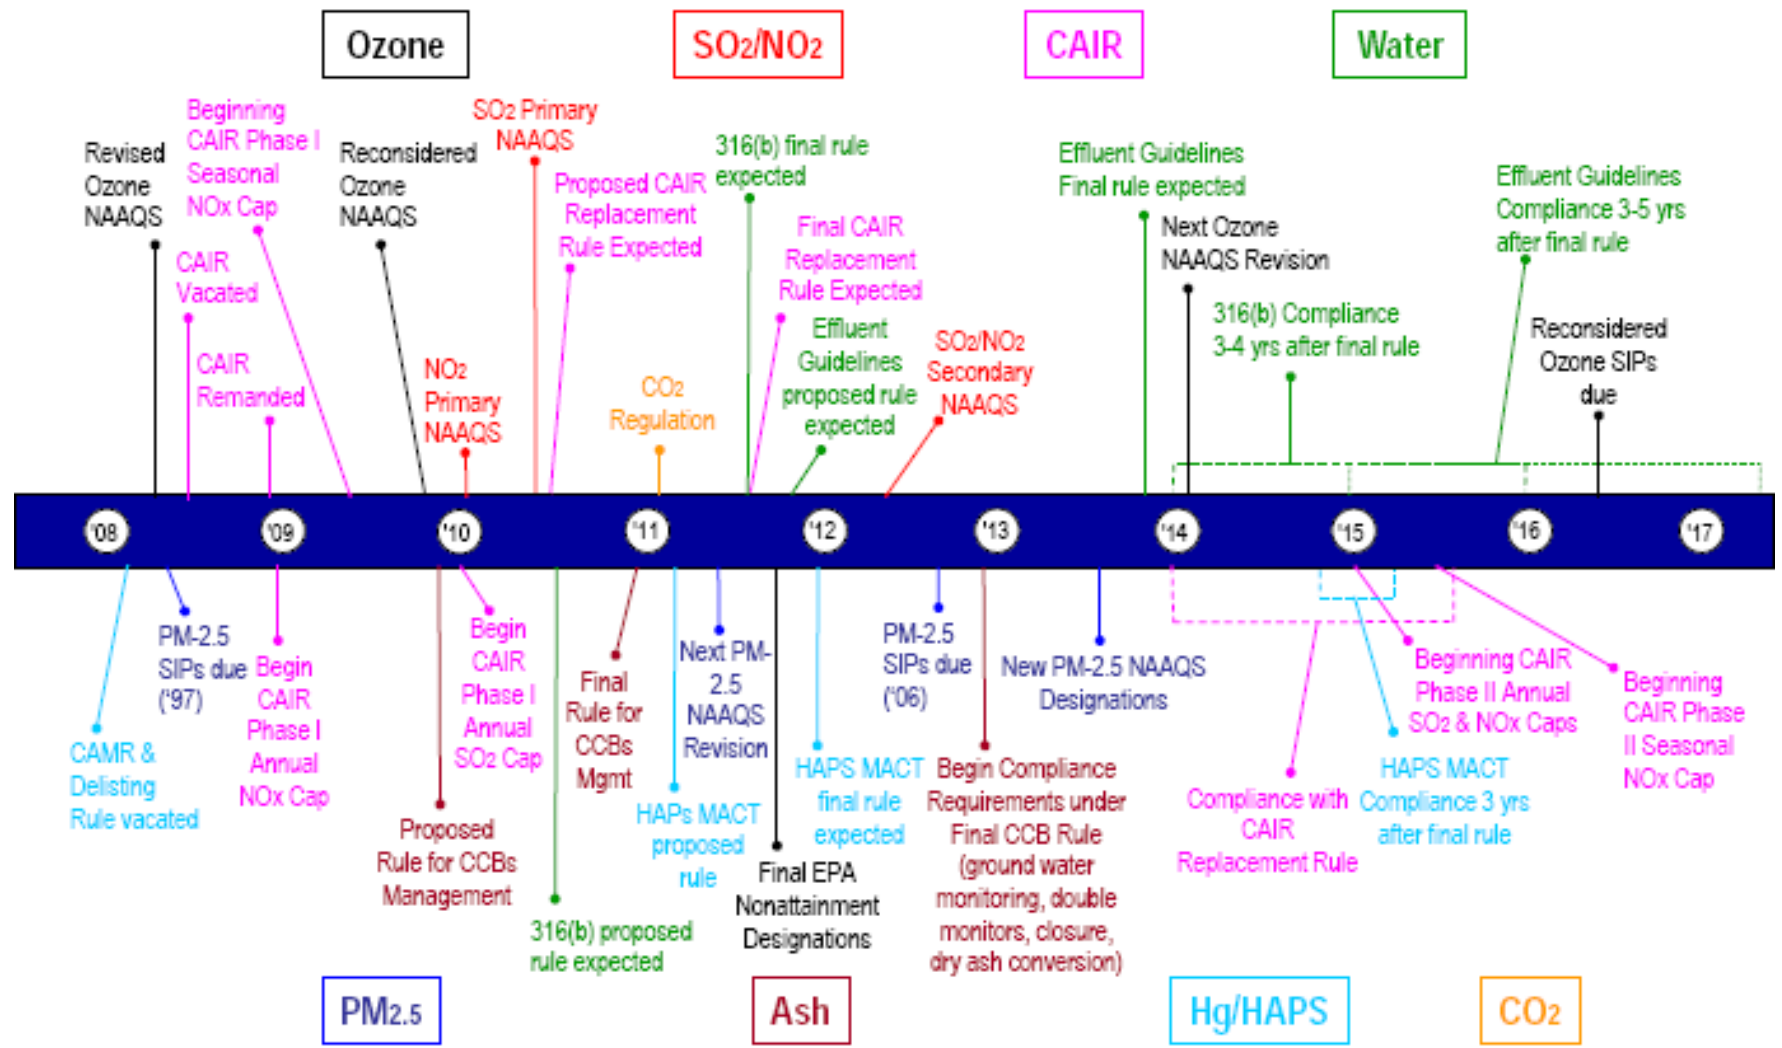 Ozone
SO2/NO2
CAIR
Water
Revised
Ozone
NAAQS
Beginning
CAIR Phase I
Seasonal
NOx Cap
CAIR
Vacated
CAIR
Remanded
Reconsidered
Ozone
NAAQS
NO2
Primary
NAAQS
SO2 Primary
NAAQS
Proposed CAIR
Replacement
Rule Expected
CO2
Regulation
316(b) final rule
expected
Final CAIR
Replacement
Rule Expected
Effluent
Guidelines
proposed rule
expected
SO2/NO2
Secondary
NAAQS
Effluent Guidelines
Final rule expected
Next Ozone
NAAQS Revision
316(b) Compliance
3-4 yrs after final rule
Effluent Guidelines
Compliance 3-5 yrs
after final rule
Reconsidered
Ozone SIPs
due
'08
'09
'10
'11
'12
'13
'14
'15
'16
'17
CAMR &
Delisting
Rule vacated
PM-2.5
SIPs due
('97)
Begin
CAIR
Phase I
Annual
NOx Cap
Proposed
Rule for CCBs
Management
Begin
CAIR
Phase I
Annual
SO2 Cap
316(b) proposed
rule expected
Final
Rule for
CCBs
Mgmt
HAPs MACT
proposed
rule
Next PM-
2.5
NAAQS
Revision
Final EPA
Nonattainment
Designations
HAPS MACT
final rule
expected
PM-2.5
SIPs due
('06)
Begin Compliance
Requirements under
Final CCB Rule
(ground water
monitoring, double
monitors, closure,
dry ash conversion)
New PM-2.5 NAAQS
Designations
Compliance with
CAIR
Replacement Rule
HAPS MACT
Compliance 3 yrs
after final rule
Beginning CAIR
Phase II Annual
SO2 & NOx Caps
Beginning
CAIR Phase
II Seasonal
NOx Cap
PM2.5
Ash
Hg/HAPS
CO2